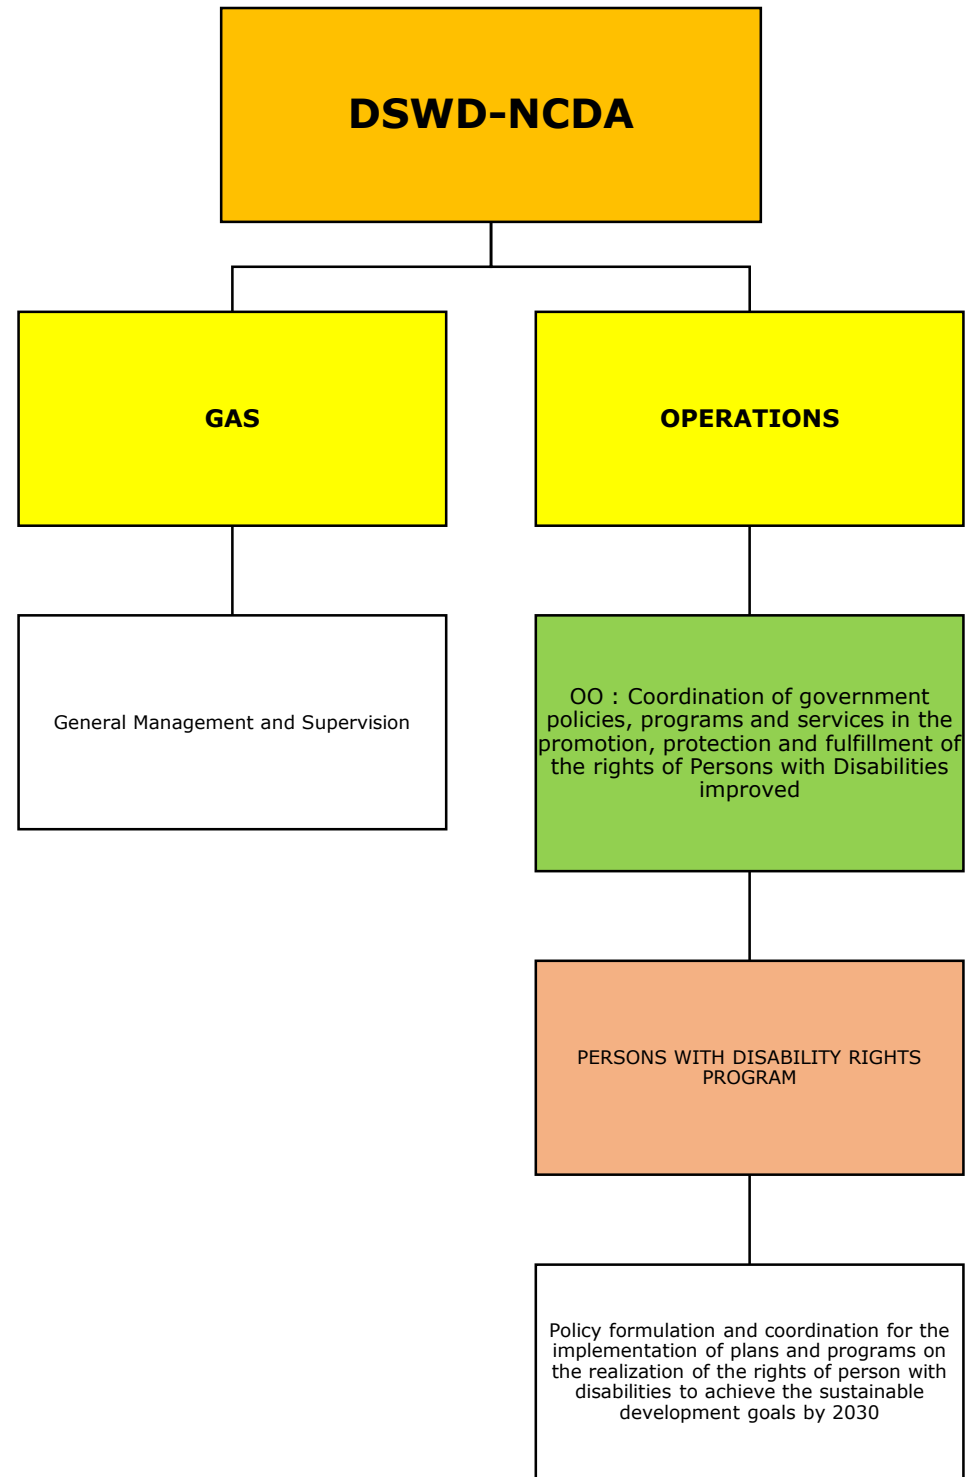 DSWD-NCDA
GAS
OPERATIONS
General Management and Supervision
OO : Coordination of government
policies, programs and services in the
promotion, protection and fulfillment of
the rights of Persons with Disabilities
improved
PERSONS WITH DISABILITY RIGHTS
PROGRAM
Policy formulation and coordination for the
implementation of plans and programs on
the realization of the rights of person with
disabilities to achieve the sustainable
development goals by 2030